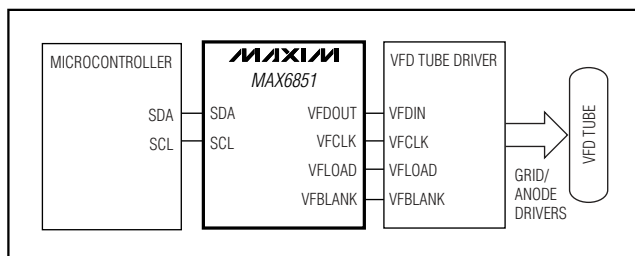 MICROCONTROLLER
SDA
SCL
MAXIM
MAX6851
SDA
SCL
VFDOUT
VFCLK
VFLOAD
VFBLANK
VFD TUBE DRIVER
VFDIN
VFCLK
VFLOAD
VFBLANK
GRID/
ANODE
DRIVERS
VFD TUBE